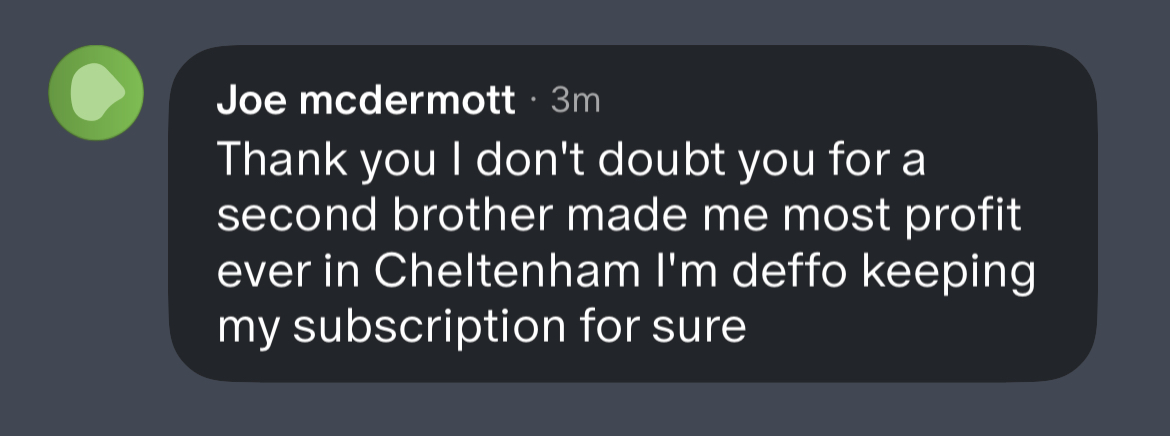 Joe mcdermott · 3m
Thank you I don't doubt you for a
second brother made me most profit
ever in Cheltenham I'm deffo keeping
my subscription for sure